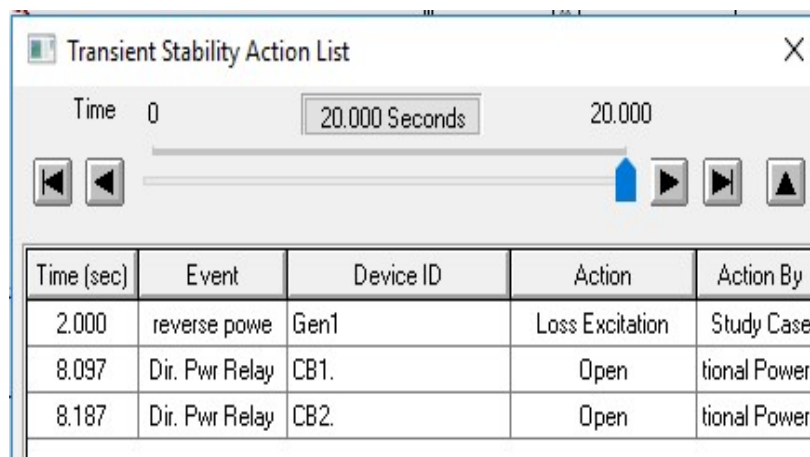 Transient Stability Action List
Time 0 20.000 Seconds 20.000
Time (sec) Event Device ID Action Action By
2.000 reverse powe Gen1 Loss Excitation Study Case
8.097 Dir. Pwr Relay CB1. Open tional Power
8.187 Dir. Pwr Relay CB2. Open tional Power